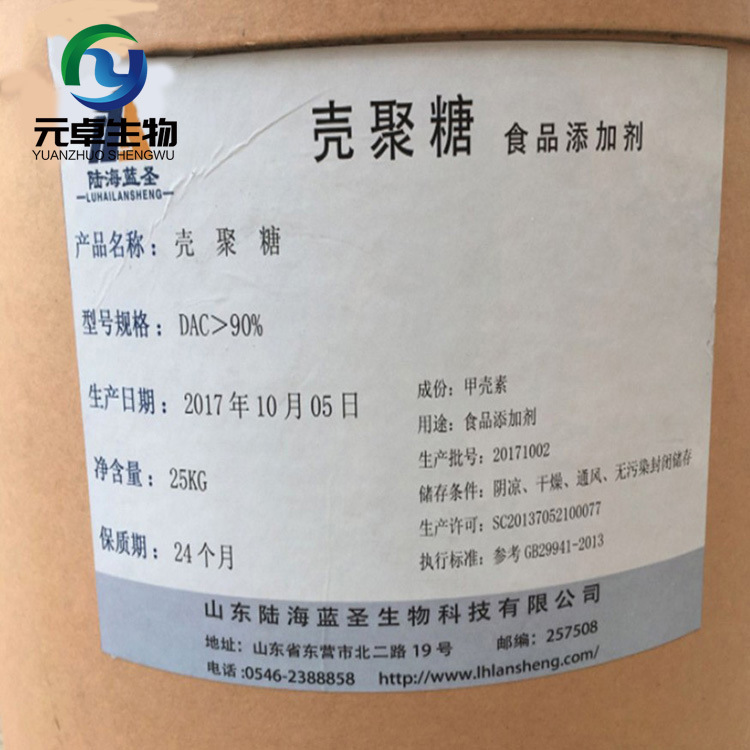 元卓生物
YUANZHUO SHENGWU
陆海蓝圣
LUHAILANSHENG
壳聚糖 食品添加剂
产品名称：壳聚糖
型号规格：DAC＞90%
生产日期：2017年10月05日
净含量：25KG
保质期：24个月
成份：甲壳素
用途：食品添加剂
生产批号：20171002
储存条件：阴凉、干燥、通风、无污染封闭储存
生产许可：SC20137052100077
执行标准：参考GB29941-2013
山东陆海蓝圣生物科技有限公司
地址：山东省东营市北二路19号 邮编：257508
电话：0546-2388858 http://www.lhlansheng.com/